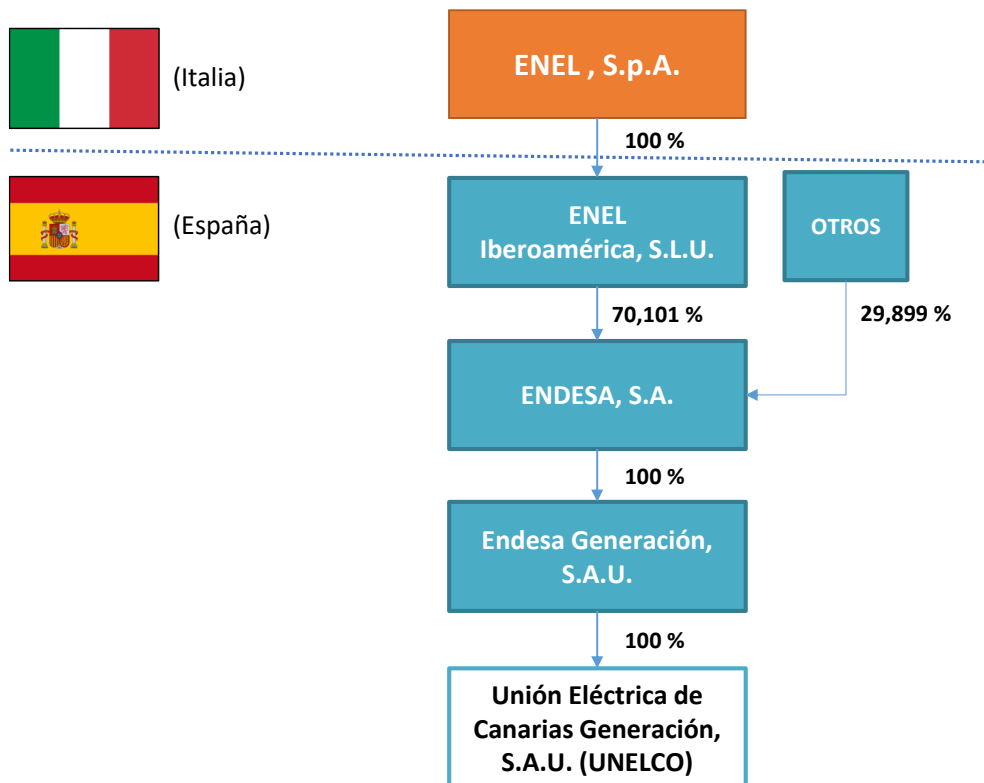 (Italia)
ENEL , S.p.A.
100 %
(España)
ENEL
Iberoamérica, S.L.U.
OTROS
70,101 %
29,899 %
ENDESA, S.A.
100 %
Endesa Generación,
S.A.U.
100 %
Unión Eléctrica de
Canarias Generación,
S.A.U. (UNELCO)